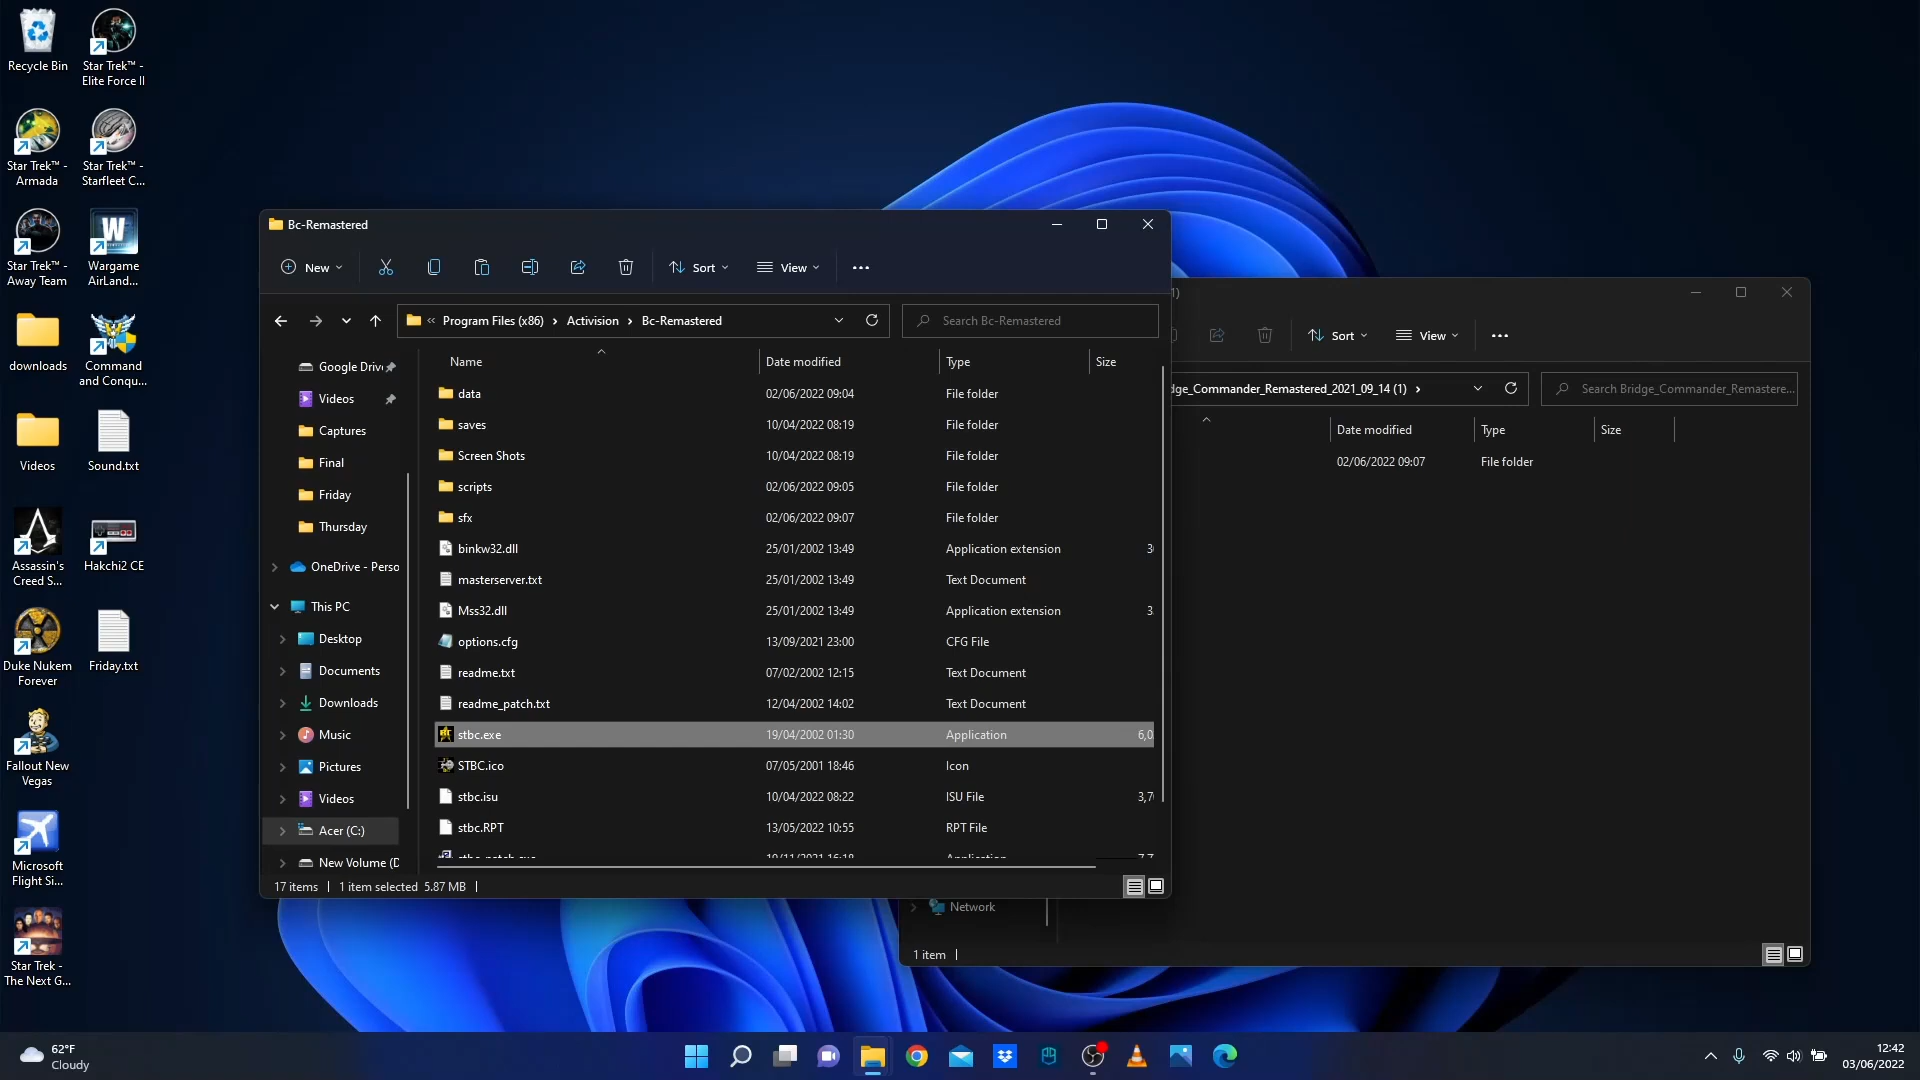 Recycle Bin
Star Trek™ -
Elite Force II
Star Trek™ -
Armada
Star Trek™ -
Starfleet C...
Star Trek™ -
Away Team
Wargame
AirLand...
downloads
Command
and Conqu...
Videos
Sound.txt
Assassin's
Creed S...
Hakchi2 CE
Duke Nukem
Forever
Friday.txt
Fallout New
Vegas
Microsoft
Flight Si...
Star Trek -
The Next G...
Bc-Remastered
New
Sort
View
Program Files (x86) > Activision > Bc-Remastered
Search Bc-Remastered
Google Driv
Videos
Captures
Final
Friday
Thursday
OneDrive - Perso
This PC
Desktop
Documents
Downloads
Music
Pictures
Videos
Acer (C:)
New Volume (D
Name Date modified Type Size
data 02/06/2022 09:04 File folder
saves 10/04/2022 08:19 File folder
Screen Shots 10/04/2022 08:19 File folder
scripts 02/06/2022 09:05 File folder
sfx 02/06/2022 09:07 File folder
binkw32.dll 25/01/2002 13:49 Application extension
masterserver.txt 25/01/2002 13:49 Text Document
Mss32.dll 25/01/2002 13:49 Application extension 3
options.cfg 13/09/2021 23:00 CFG File
readme.txt 07/02/2002 12:15 Text Document
readme_patch.txt 12/04/2002 14:02 Text Document
stbc.exe 19/04/2002 01:30 Application 6,0
STBC.ico 07/05/2001 18:46 Icon
stbc.isu 10/04/2022 08:22 ISU File 3,7
stbc.RPT 13/05/2022 10:55 RPT File
17 items | 1 item selected 5.87 MB |
1)
Sort
View
dge_Commander_Remastered_2021_09_14 (1) >
Search Bridge_Commander_Remastere...
Date modified Type Size
02/06/2022 09:07 File folder
Network
1 item |
62°F
Cloudy
12:42
03/06/2022